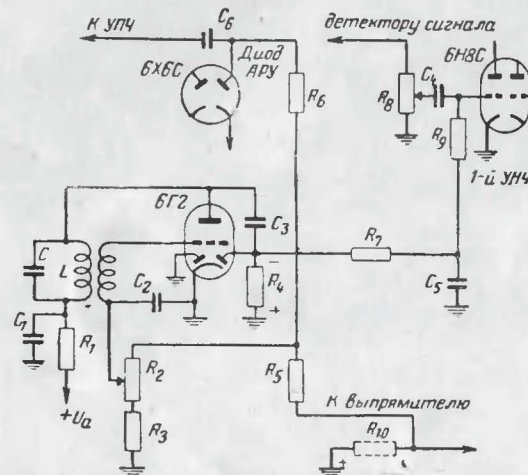 К УПЧ
C₆
детектору сигнала
Диод
АРУ
6Х6С
6Н8С
R₆
R₈
C₄
R₉
1-й УНЧ
6Г2
C₃
C
L
C₂
R₄
−
+
R₇
C₅
C₁
R₁
R₂
R₅
+Uа
R₃
К выпрямителю
R₁₀
+